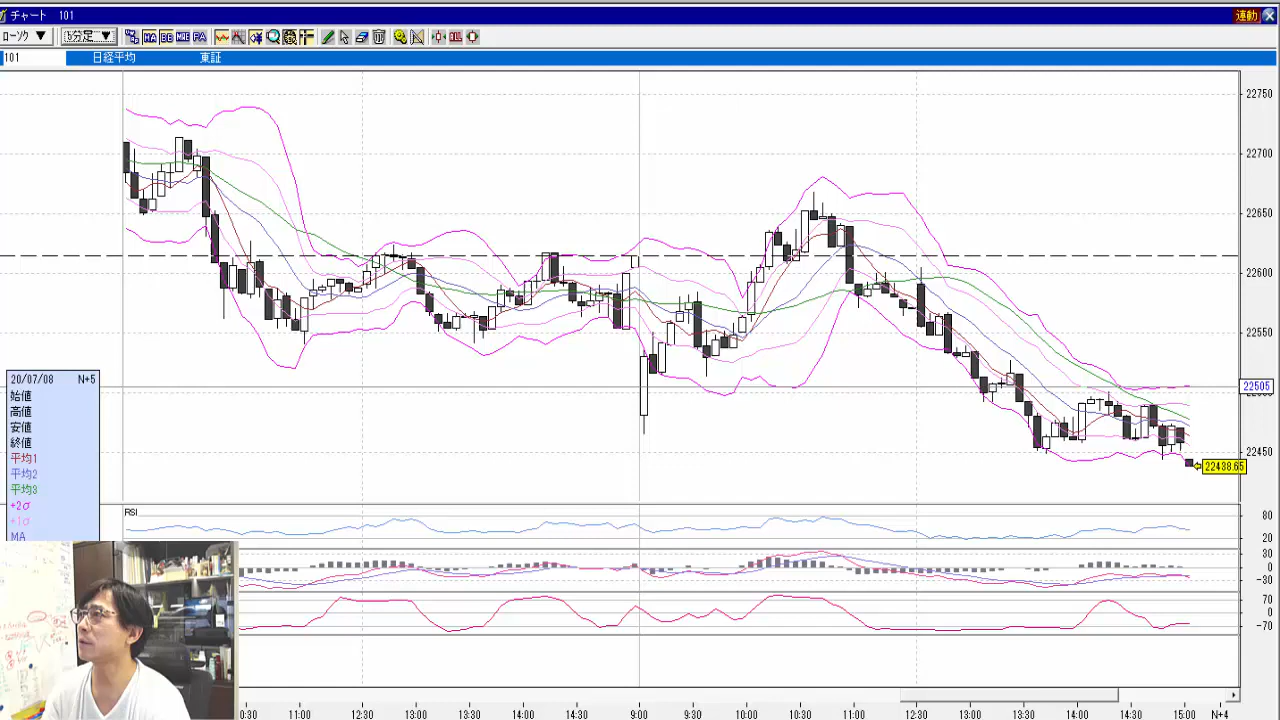 チャート 101
連動
ローソク ▼ 5分足 ▼ MA BB
101 日経平均 東証
22750
22700
22650
22600
22550
22505
22450
22438.65
20/07/08 N+5
始値
高値
安値
終値
平均1
平均2
平均3
+2σ
+1σ
MA
RSI
80
20
80
0
-80
70
0
-70
0:30 11:00 12:30 13:00 13:30 14:00 14:30 9:00 9:30 10:00 10:30 11:00 12:30 13:00 13:30 14:00 14:30 15:00 N+4